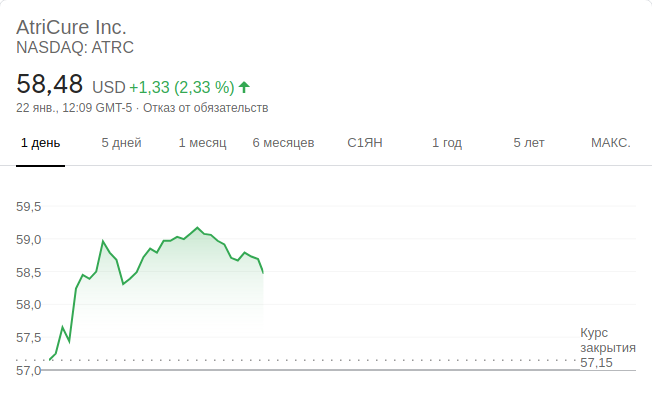 AtriCure Inc.
NASDAQ: ATRC
58,48 USD +1,33 (2,33 %)
22 янв., 12:09 GMT-5 · Отказ от обязательств
1 день 5 дней 1 месяц 6 месяцев С1ЯН 1 год 5 лет МАКС.
59,5
59,0
58,5
58,0
57,5
57,0
Курс
закрытия
57,15